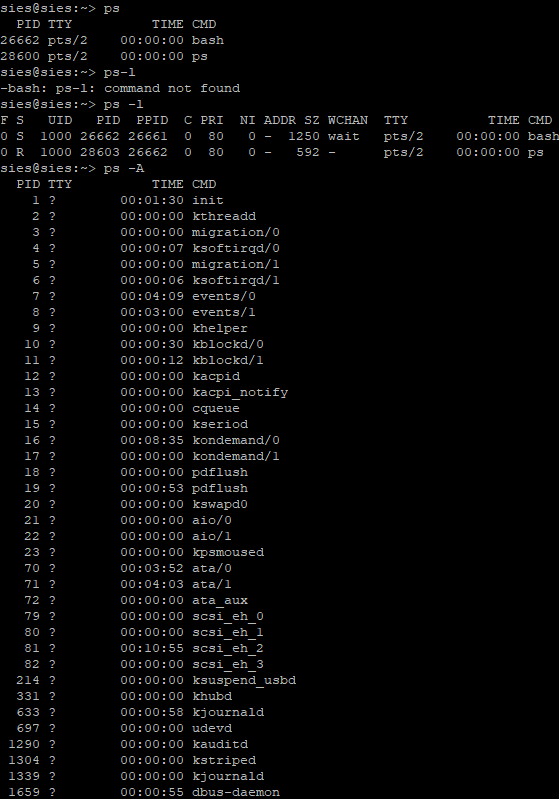 sies@sies:~> ps
  PID TTY          TIME CMD
26662 pts/2    00:00:00 bash
28600 pts/2    00:00:00 ps
sies@sies:~> ps-l
-bash: ps-l: command not found
sies@sies:~> ps -l
F S   UID   PID  PPID  C PRI  NI ADDR SZ WCHAN  TTY          TIME CMD
0 S  1000 26662 26661  0  80   0 -  1250 wait   pts/2    00:00:00 bash
0 R  1000 28603 26662  0  80   0 -   592 -      pts/2    00:00:00 ps
sies@sies:~> ps -A
  PID TTY          TIME CMD
    1 ?        00:01:30 init
    2 ?        00:00:00 kthreadd
    3 ?        00:00:00 migration/0
    4 ?        00:00:07 ksoftirqd/0
    5 ?        00:00:00 migration/1
    6 ?        00:00:06 ksoftirqd/1
    7 ?        00:04:09 events/0
    8 ?        00:03:00 events/1
    9 ?        00:00:00 khelper
   10 ?        00:00:30 kblockd/0
   11 ?        00:00:12 kblockd/1
   12 ?        00:00:00 kacpid
   13 ?        00:00:00 kacpi_notify
   14 ?        00:00:00 cqueue
   15 ?        00:00:00 kseriod
   16 ?        00:08:35 kondemand/0
   17 ?        00:00:00 kondemand/1
   18 ?        00:00:00 pdflush
   19 ?        00:00:53 pdflush
   20 ?        00:00:00 kswapd0
   21 ?        00:00:00 aio/0
   22 ?        00:00:00 aio/1
   23 ?        00:00:00 kpsmoused
   70 ?        00:03:52 ata/0
   71 ?        00:04:03 ata/1
   72 ?        00:00:00 ata_aux
   79 ?        00:00:00 scsi_eh_0
   80 ?        00:00:00 scsi_eh_1
   81 ?        00:10:55 scsi_eh_2
   82 ?        00:00:00 scsi_eh_3
  214 ?        00:00:00 ksuspend_usbd
  331 ?        00:00:00 khubd
  633 ?        00:00:58 kjournald
  697 ?        00:00:00 udevd
 1290 ?        00:00:00 kauditd
 1304 ?        00:00:00 kstriped
 1339 ?        00:00:00 kjournald
 1659 ?        00:00:55 dbus-daemon